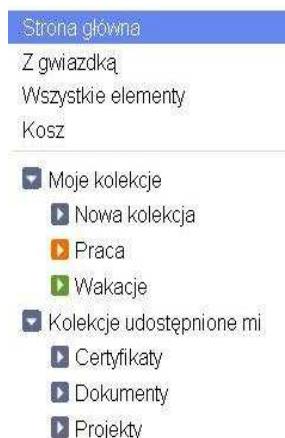 Strona główna
Z gwiazdką
Wszystkie elementy
Kosz
Moje kolekcje
Nowa kolekcja
Praca
Wakacje
Kolekcje udostępnione mi
Certyfikaty
Dokumenty
Projekty